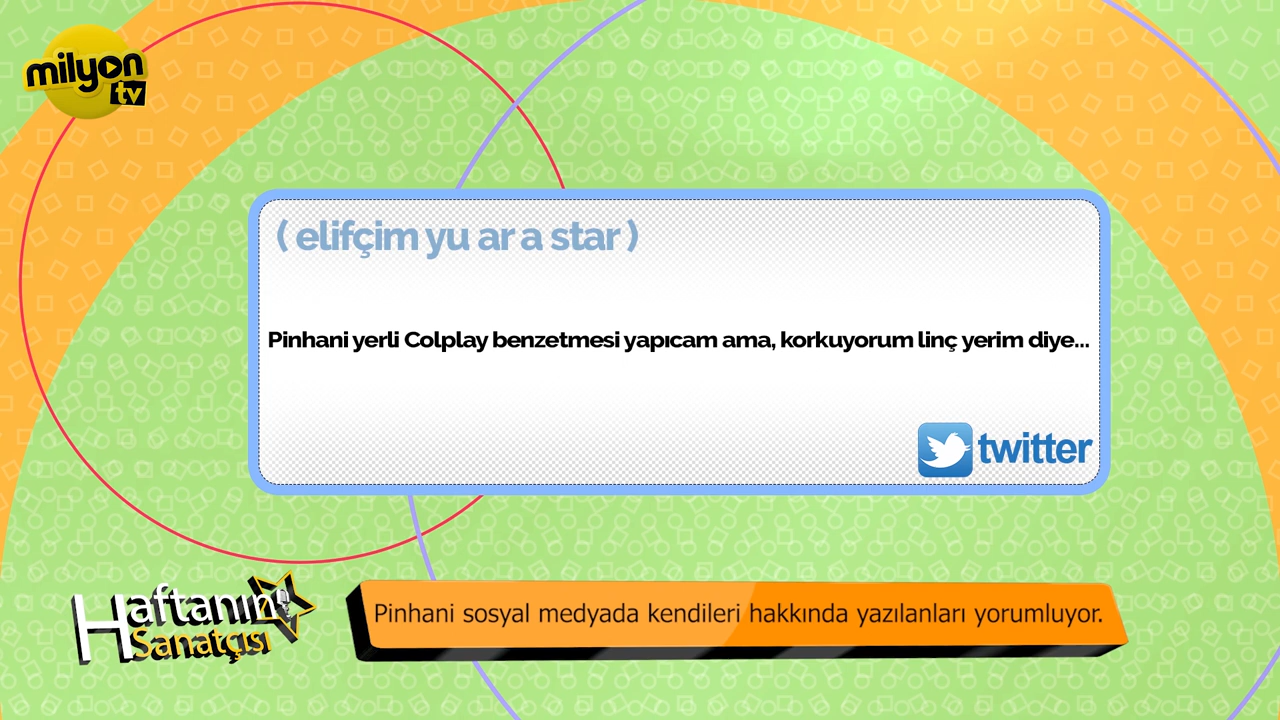 milyon
tv
( elifçim yu ar a star )
Pinhani yerli Colplay benzetmesi yapıcam ama, korkuyorum linç yerim diye...
twitter
Haftanın
Sanatçısı
Pinhani sosyal medyada kendileri hakkında yazılanları yorumluyor.